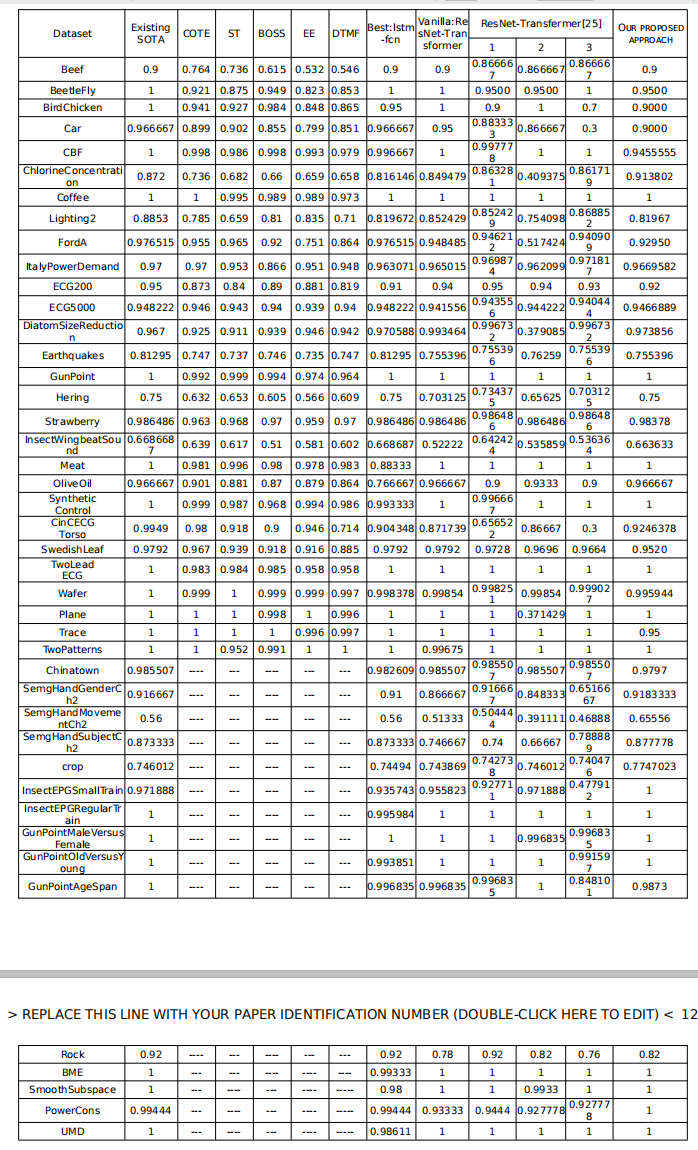 Dataset Existing SOTA COTE ST BOSS EE DTMF Best:lstm-fcn Vanilla:ResNet-Transformer ResNet-Transformer[25] 1 2 3 OUR PROPOSED APPROACH
Beef 0.9 0.764 0.736 0.615 0.532 0.546 0.9 0.9 0.866667 0.866667 0.866667 0.9
BeetleFly 1 0.921 0.875 0.949 0.823 0.853 1 1 0.9500 0.9500 1 0.9500
BirdChicken 1 0.941 0.927 0.984 0.848 0.865 0.95 1 0.9 1 0.7 0.9000
Car 0.966667 0.899 0.902 0.855 0.799 0.851 0.966667 0.95 0.883333 0.866667 0.3 0.9000
CBF 1 0.998 0.986 0.998 0.993 0.979 0.996667 1 0.997778 1 1 0.9455555
ChlorineConcentration 0.872 0.736 0.682 0.66 0.659 0.658 0.816146 0.849479 0.863281 0.409375 0.861719 0.913802
Coffee 1 1 0.995 0.989 0.989 0.973 1 1 1 1 1 1
Lighting2 0.8853 0.785 0.659 0.81 0.835 0.71 0.819672 0.852429 0.852429 0.754098 0.868852 0.81967
FordA 0.976515 0.955 0.965 0.92 0.751 0.864 0.976515 0.948485 0.946212 0.517424 0.940909 0.92950
ItalyPowerDemand 0.97 0.97 0.953 0.866 0.951 0.948 0.963071 0.965015 0.969874 0.962099 0.971817 0.9669582
ECG200 0.95 0.873 0.84 0.89 0.881 0.819 0.91 0.94 0.95 0.94 0.93 0.92
ECG5000 0.948222 0.946 0.943 0.94 0.939 0.94 0.948222 0.941556 0.943556 0.944222 0.940444 0.9466889
DiatomSizeReduction 0.967 0.925 0.911 0.939 0.946 0.942 0.970588 0.993464 0.996732 0.379085 0.996732 0.973856
Earthquakes 0.81295 0.747 0.737 0.746 0.735 0.747 0.81295 0.755396 0.755396 0.76259 0.755396 0.755396
GunPoint 1 0.992 0.999 0.994 0.974 0.964 1 1 1 1 1 1
Hering 0.75 0.632 0.653 0.605 0.566 0.609 0.75 0.703125 0.734375 0.65625 0.703125 0.75
Strawberry 0.986486 0.963 0.968 0.97 0.959 0.97 0.986486 0.986486 0.986486 0.986486 0.986486 0.98378
InsectWingbeatSound 0.6686687 0.639 0.617 0.51 0.581 0.602 0.668687 0.52222 0.642424 0.535859 0.536364 0.663633
Meat 1 0.981 0.996 0.98 0.978 0.983 0.88333 1 1 1 1 1
OliveOil 0.966667 0.901 0.881 0.87 0.879 0.864 0.766667 0.966667 0.9 0.9333 0.9 0.966667
Synthetic Control 1 0.999 0.987 0.968 0.994 0.986 0.993333 1 0.996667 1 1 1
CinCECG Torso 0.9949 0.98 0.918 0.9 0.946 0.714 0.904348 0.871739 0.656522 0.86667 0.3 0.9246378
SwedishLeaf 0.9792 0.967 0.939 0.918 0.916 0.885 0.9792 0.9792 0.9728 0.9696 0.9664 0.9520
TwoLead ECG 1 0.983 0.984 0.985 0.958 0.958 1 1 1 1 1 1
Wafer 1 0.999 1 0.999 0.999 0.997 0.998378 0.99854 0.998251 0.99854 0.999027 0.995944
Plane 1 1 1 0.998 1 0.996 1 1 1 0.371429 1 1
Trace 1 1 1 1 0.996 0.997 1 1 1 1 1 0.95
TwoPatterns 1 1 0.952 0.991 1 1 1 0.99675 1 1 1 1
Chinatown 0.985507 ---- --- ---- --- --- 0.982609 0.985507 0.985507 0.985507 0.985507 0.9797
SemgHandGenderCh2 0.916667 ---- --- ---- --- --- 0.91 0.866667 0.916667 0.848333 0.6516667 0.9183333
SemgHandMovementCh2 0.56 ---- --- ---- --- --- 0.56 0.51333 0.504444 0.391111 0.46888 0.65556
SemgHandSubjectCh2 0.873333 ---- --- ---- --- --- 0.873333 0.746667 0.74 0.66667 0.788889 0.877778
crop 0.746012 ---- --- ---- --- --- 0.74494 0.743869 0.742738 0.746012 0.740476 0.7747023
InsectEPGSmallTrain 0.971888 ---- --- ---- --- --- 0.935743 0.955823 0.927711 0.971888 0.477912 1
InsectEPGRegularTrain 1 ---- --- ---- --- --- 0.995984 1 1 1 1 1
GunPointMaleVersusFemale 1 ---- --- ---- --- --- 1 1 1 0.996835 0.996835 1
GunPointOldVersusYoung 1 ---- --- ---- --- --- 0.993851 1 1 1 0.991597 1
GunPointAgeSpan 1 ---- --- ---- --- --- 0.996835 0.996835 0.996835 1 0.848101 0.9873
> REPLACE THIS LINE WITH YOUR PAPER IDENTIFICATION NUMBER (DOUBLE-CLICK HERE TO EDIT) < 12
Rock 0.92 ---- --- ---- --- --- 0.92 0.78 0.92 0.82 0.76 0.82
BME 1 ---- --- ---- ---- ----- 0.99333 1 1 1 1 1
SmoothSubspace 1 --- --- ---- ---- ----- 0.98 1 1 0.9933 1 1
PowerCons 0.99444 --- --- --- ---- ----- 0.99444 0.93333 0.9444 0.927778 0.927778 1
UMD 1 --- --- --- ---- ----- 0.98611 1 1 1 1 1